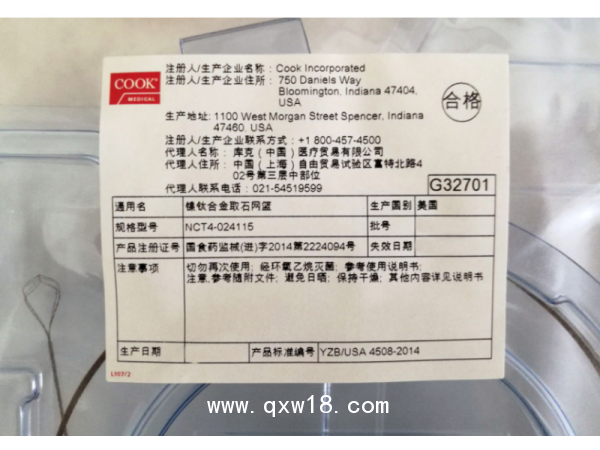 COOK
MEDICAL
注册人/生产企业名称：Cook Incorporated
注册人/生产企业住所： 750 Daniels Way
Bloomington, Indiana 47404,
USA
生产地址: 1100 West Morgan Street Spencer, Indiana
47460, USA
注册人/生产企业联系方式：+1 800-457-4500
代理人名称： 库克（中国）医疗贸易有限公司
代理人住所： 中国（上海）自由贸易试验区富特北路4
02号第三层中部位
代理人联系电话：021-54519599
合格
G32701
通用名 镍钛合金取石网篮 生产国别 美国
规格型号 NCT4-024115 批号
产品注册证号 国食药监械(进)字2014第2224094号 失效日期
注意事项 切勿再次使用；经环氧乙烷灭菌；参考使用说明书；
注意,参考随附文件；避免日晒；保持干燥；其他内容详见说明书
生产日期 产品标准编号 YZB/USA 4508-2014
www.qxw18.com